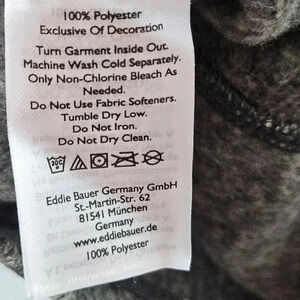 100% Polyester
Exclusive Of Decoration
Turn Garment Inside Out.
Machine Wash Cold Separately.
Only Non-Chlorine Bleach As
Needed.
Do Not Use Fabric Softeners.
Tumble Dry Low.
Do Not Iron.
Do Not Dry Clean.
Eddie Bauer Germany GmbH
St.-Martin-Str. 62
81541 München
Germany
www.eddiebauer.de
100% Polyester